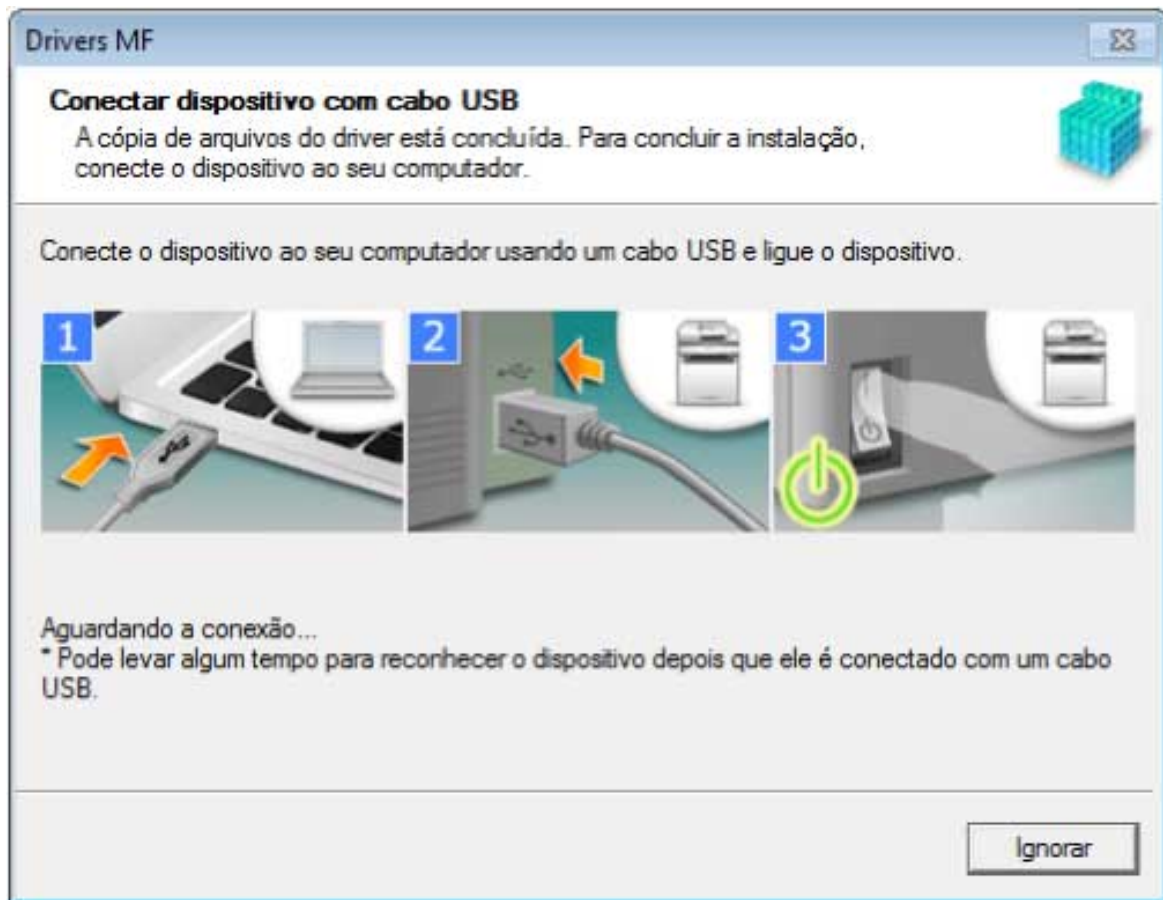 Drivers MF
Conectar dispositivo com cabo USB
A cópia de arquivos do driver está concluída. Para concluir a instalação,
conecte o dispositivo ao seu computador.
Conecte o dispositivo ao seu computador usando um cabo USB e ligue o dispositivo.
1 2 3
Aguardando a conexão...
* Pode levar algum tempo para reconhecer o dispositivo depois que ele é conectado com um cabo
USB.
Ignorar